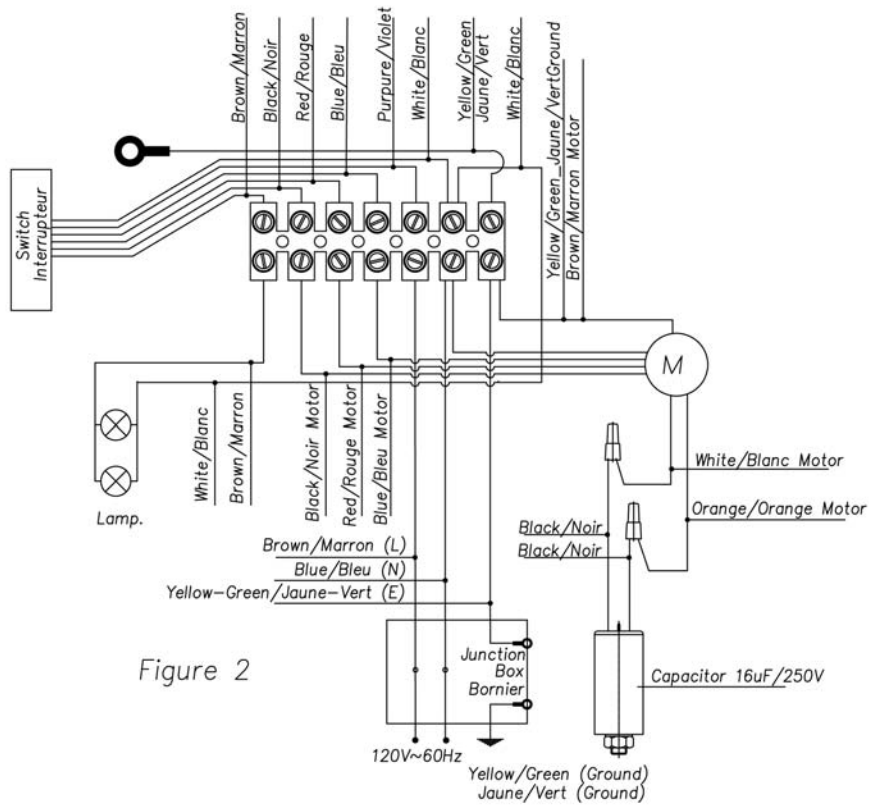 Brown/Marron
Black/Noir
Red/Rouge
Blue/Bleu
Purpure/Violet
White/Blanc
Yellow/Green
Jaune/Vert
White/Blanc
Yellow/Green_Jaune/VertGround
Brown/Marron Motor
Switch
Interrupteur
M
White/Blanc
Brown/Marron
Black/Noir Motor
Red/Rouge Motor
Blue/Bleu Motor
Lamp.
White/Blanc Motor
Orange/Orange Motor
Black/Noir
Black/Noir
Brown/Marron (L)
Blue/Bleu (N)
Yellow-Green/Jaune-Vert (E)
Junction
Box
Bornier
Figure 2
Capacitor 16uF/250V
120V~60Hz
Yellow/Green (Ground)
Jaune/Vert (Ground)